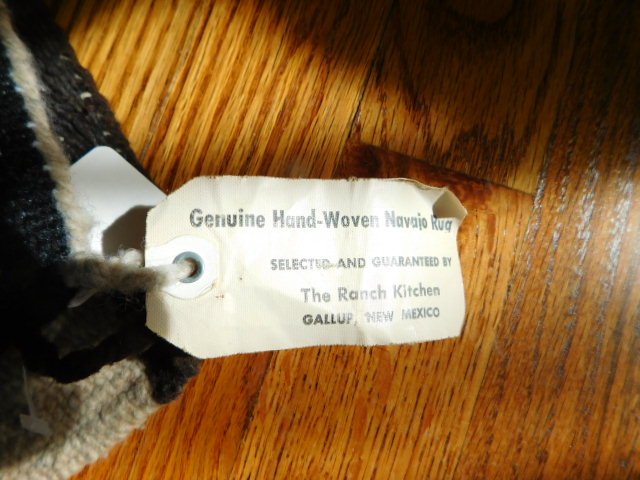 Genuine Hand-Woven Navajo Rug
SELECTED AND GUARANTEED BY
The Ranch Kitchen
GALLUP, NEW MEXICO